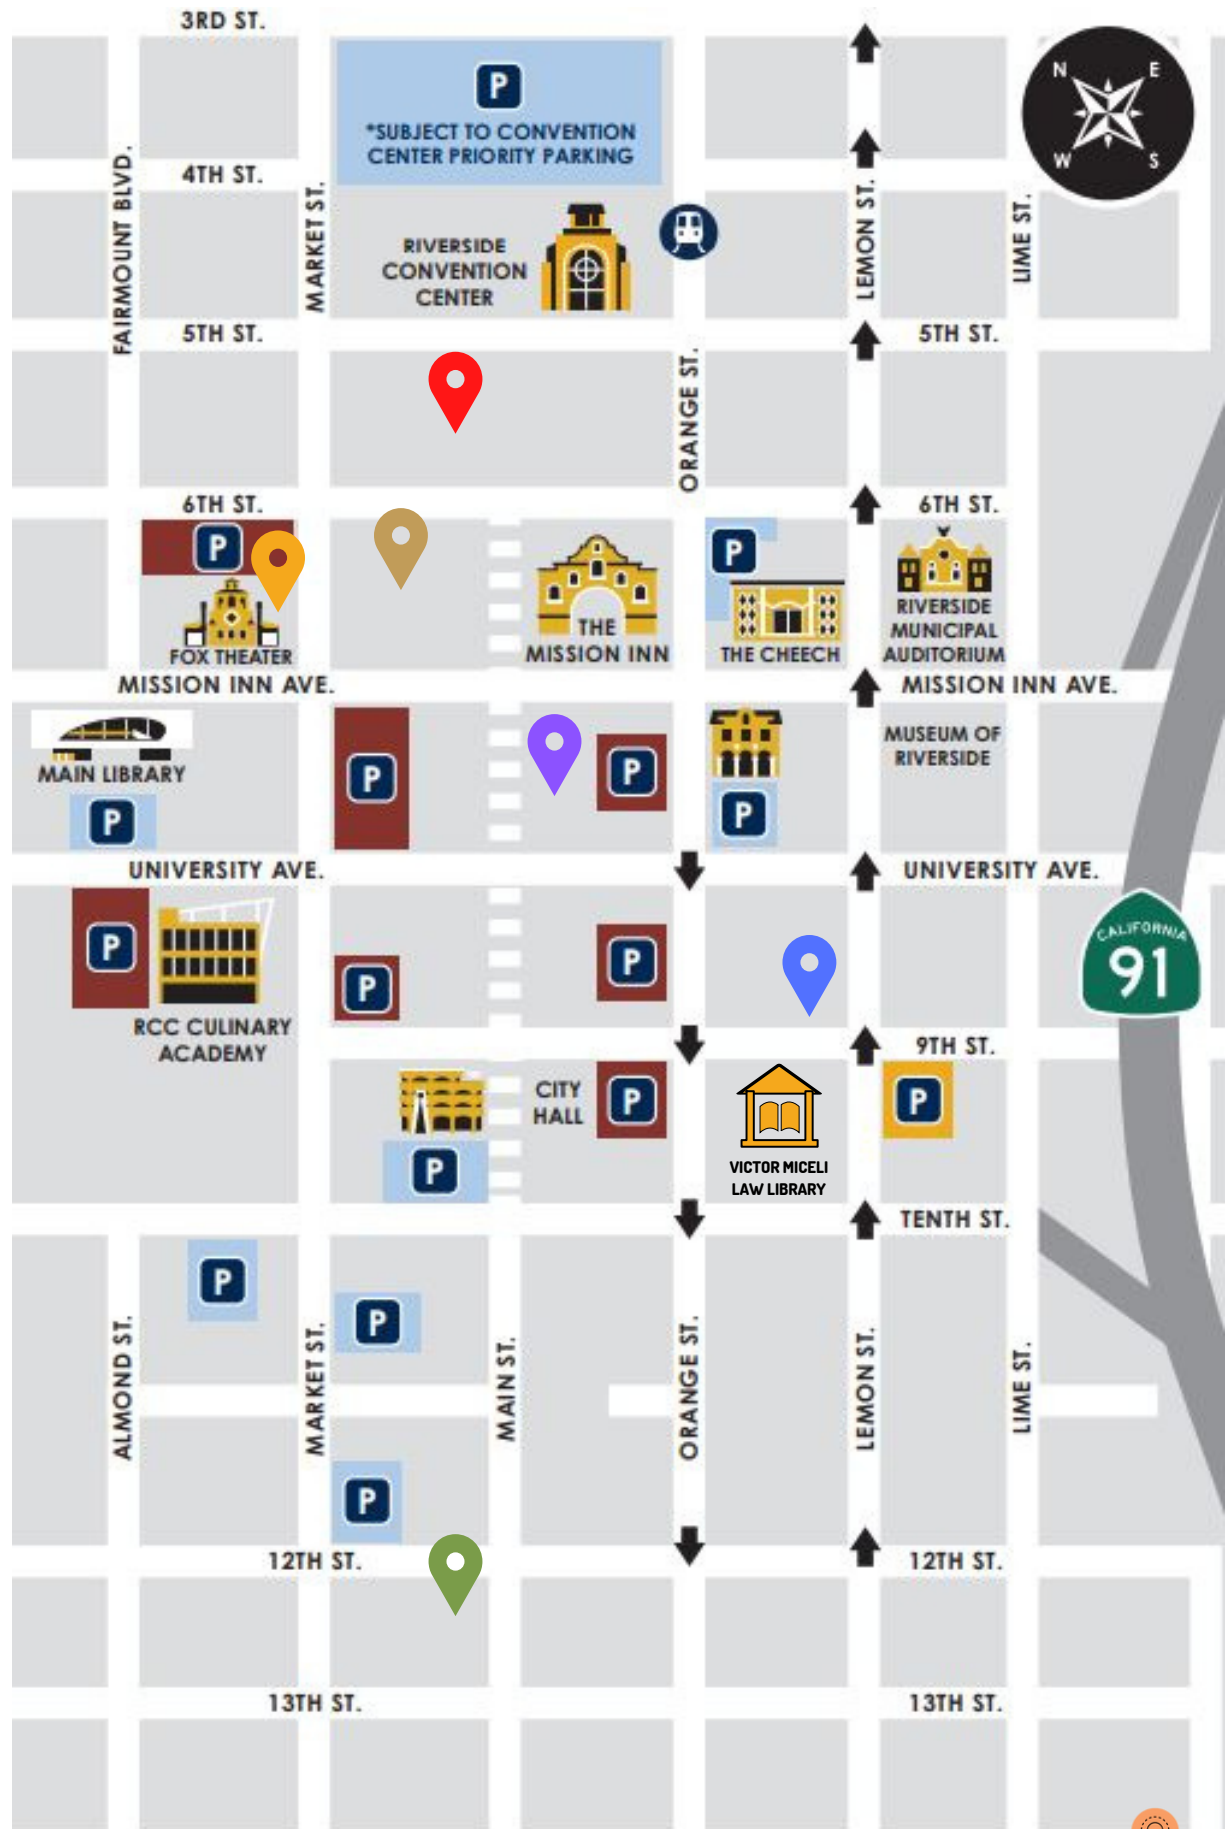 3RD ST.
N
E
W
S
P
*SUBJECT TO CONVENTION
CENTER PRIORITY PARKING
4TH ST.
FAIRMOUNT BLVD.
MARKET ST.
LEMON ST.
LIME ST.
RIVERSIDE
CONVENTION
CENTER
5TH ST.
5TH ST.
ORANGE ST.
6TH ST.
6TH ST.
P
P
FOX THEATER
THE
MISSION INN
THE CHEECH
RIVERSIDE
MUNICIPAL
AUDITORIUM
MISSION INN AVE.
MISSION INN AVE.
MAIN LIBRARY
P
P
P
P
MUSEUM OF
RIVERSIDE
UNIVERSITY AVE.
UNIVERSITY AVE.
P
RCC CULINARY
ACADEMY
P
P
CALIFORNIA
91
9TH ST.
CITY
HALL
P
P
P
VICTOR MICELI
LAW LIBRARY
TENTH ST.
P
P
ALMOND ST.
MARKET ST.
MAIN ST.
ORANGE ST.
LEMON ST.
LIME ST.
P
12TH ST.
12TH ST.
13TH ST.
13TH ST.